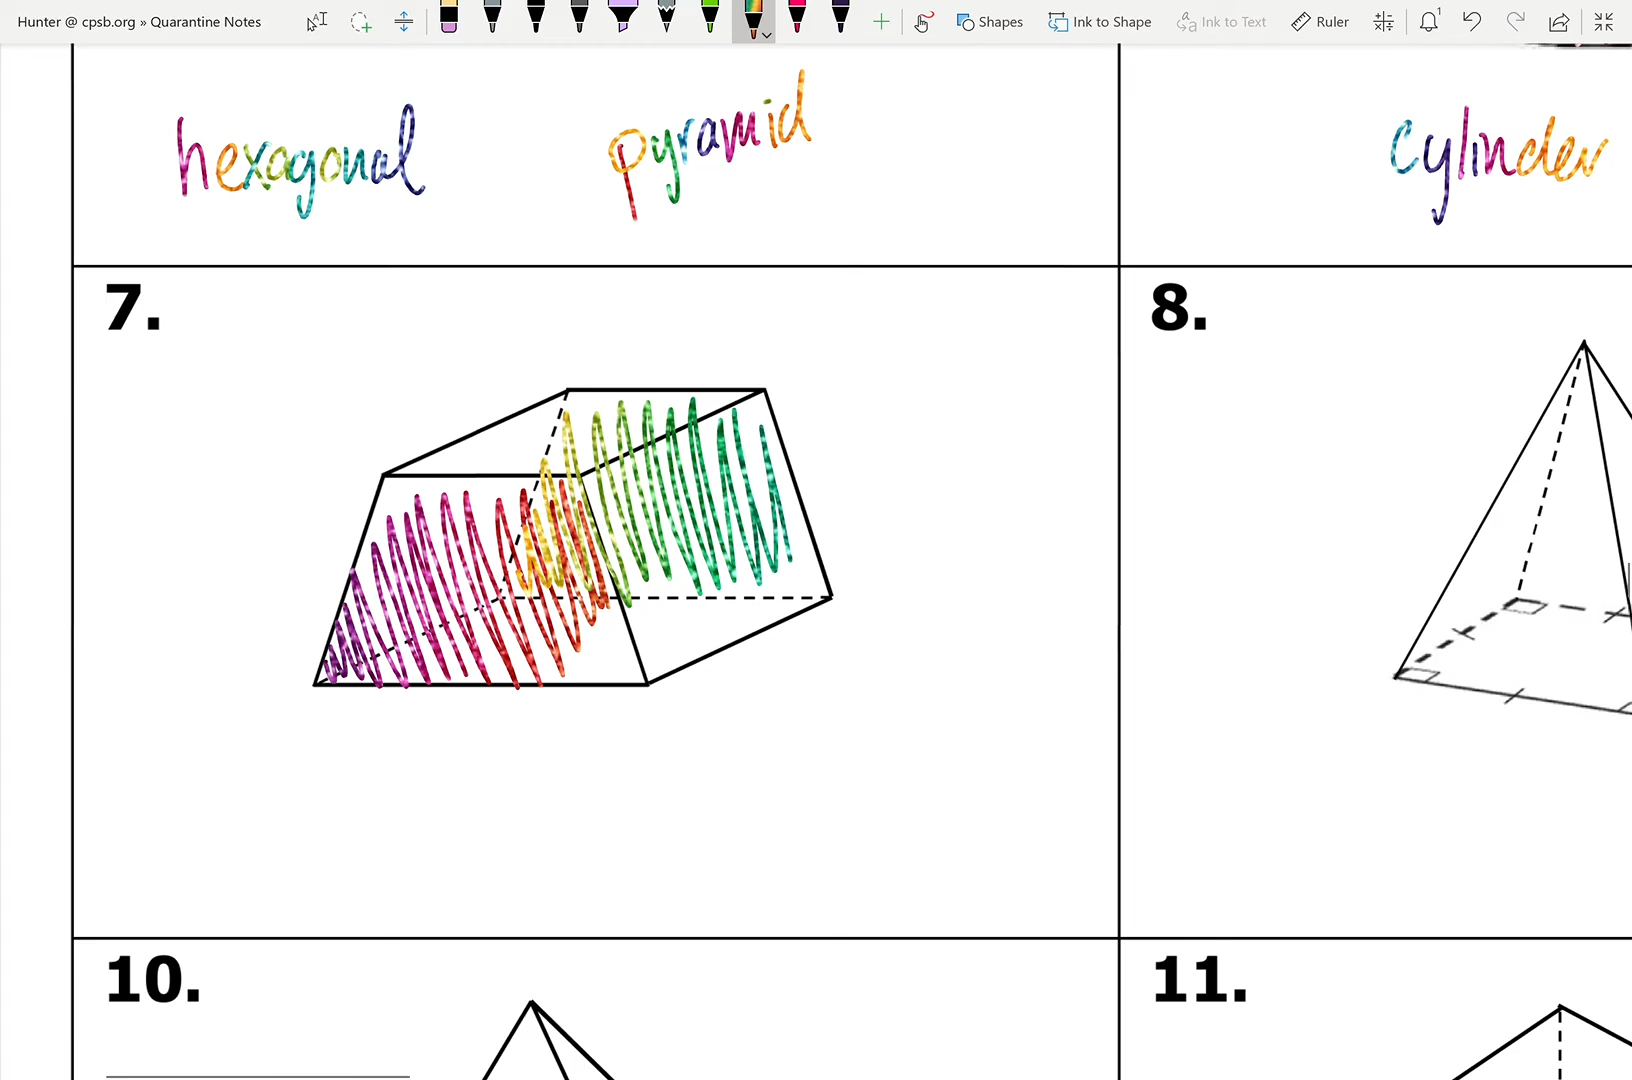 Hunter @ cpsb.org » Quarantine Notes Shapes Ink to Shape Ink to Text Ruler 1
hexagonal pyramid cylinder
7. 8.
10. 11.